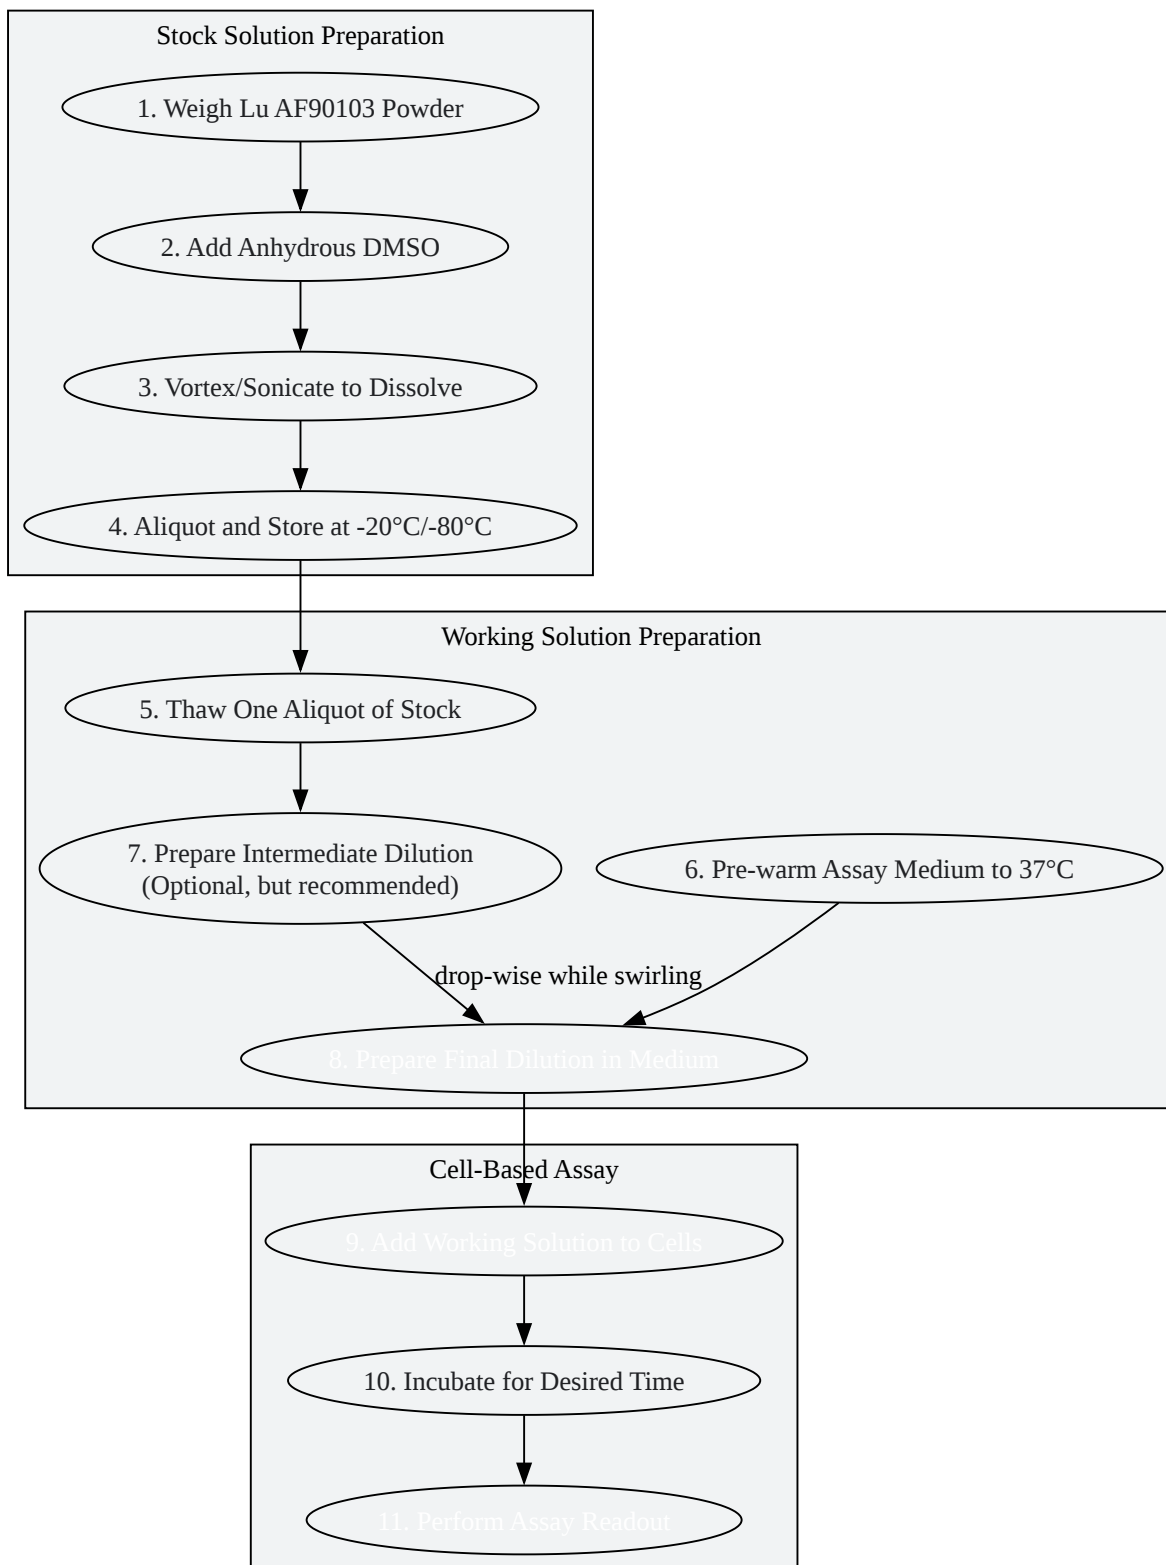 Stock Solution Preparation
1. Weigh Lu AF90103 Powder
2. Add Anhydrous DMSO
3. Vortex/Sonicate to Dissolve
4. Aliquot and Store at -20°C/-80°C
Working Solution Preparation
5. Thaw One Aliquot of Stock
7. Prepare Intermediate Dilution
(Optional, but recommended)
6. Pre-warm Assay Medium to 37°C
drop-wise while swirling
8. Prepare Final Dilution in Medium
Cell-Based Assay
9. Add Working Solution to Cells
10. Incubate for Desired Time
11. Perform Assay Readout